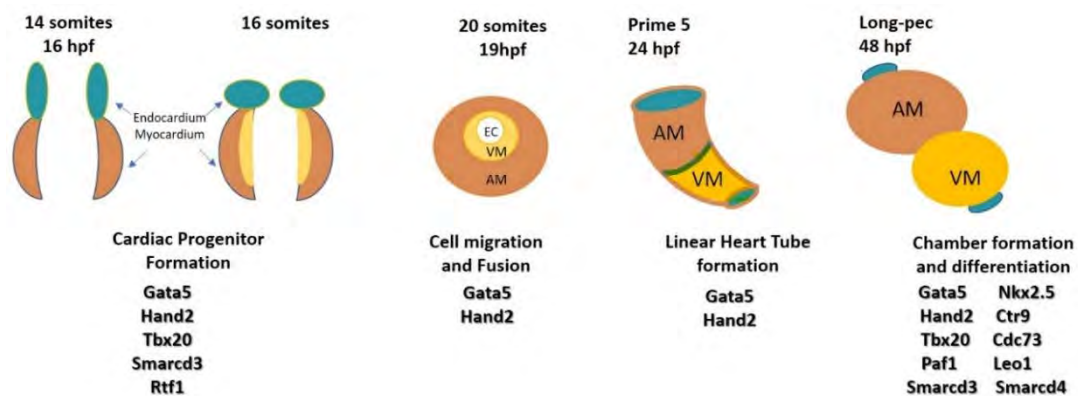 14 somites
16 hpf
16 somites
Endocardium
Myocardium
Cardiac Progenitor
Formation
Gata5
Hand2
Tbx20
Smarcd3
Rtf1
20 somites
19hpf
EC
VM
AM
Cell migration
and Fusion
Gata5
Hand2
Prime 5
24 hpf
AM
VM
Linear Heart Tube
formation
Gata5
Hand2
Long-pec
48 hpf
AM
VM
Chamber formation
and differentiation
Gata5 Nkx2.5
Hand2 Ctr9
Tbx20 Cdc73
Paf1 Leo1
Smarcd3 Smarcd4